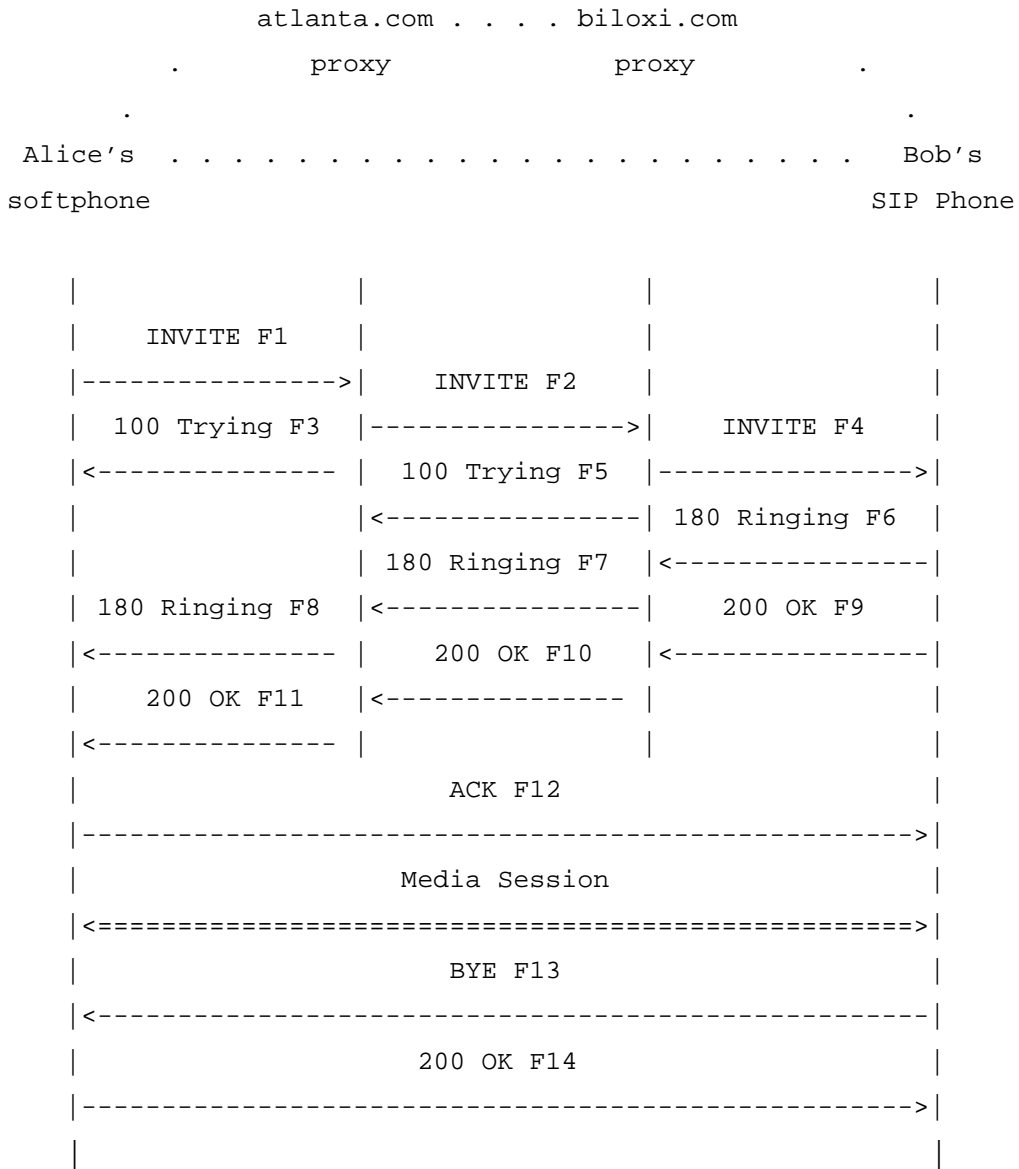 atlanta.com . . . . biloxi.com
.         proxy              proxy          .
.                                                 .
Alice's  . . . . . . . . . . . . . . . . . . . .  Bob's
softphone                                              SIP Phone
|                 |                 |                 |
|    INVITE F1    |                 |                 |
|---------------->|    INVITE F2    |                 |
|  100 Trying F3  |---------------->|    INVITE F4    |
|<--------------- |  100 Trying F5  |---------------->|
|                 |<----------------| 180 Ringing F6  |
|                 | 180 Ringing F7  |<----------------|
| 180 Ringing F8  |<----------------|    200 OK F9    |
|<--------------- |    200 OK F10   |<----------------|
|    200 OK F11   |<--------------- |                 |
|<--------------- |                 |                 |
|                       ACK F12                       |
|---------------------------------------------------->|
|                    Media Session                    |
|<===================================================>|
|                       BYE F13                       |
|<----------------------------------------------------|
|                     200 OK F14                      |
|---------------------------------------------------->|
|                                                     |